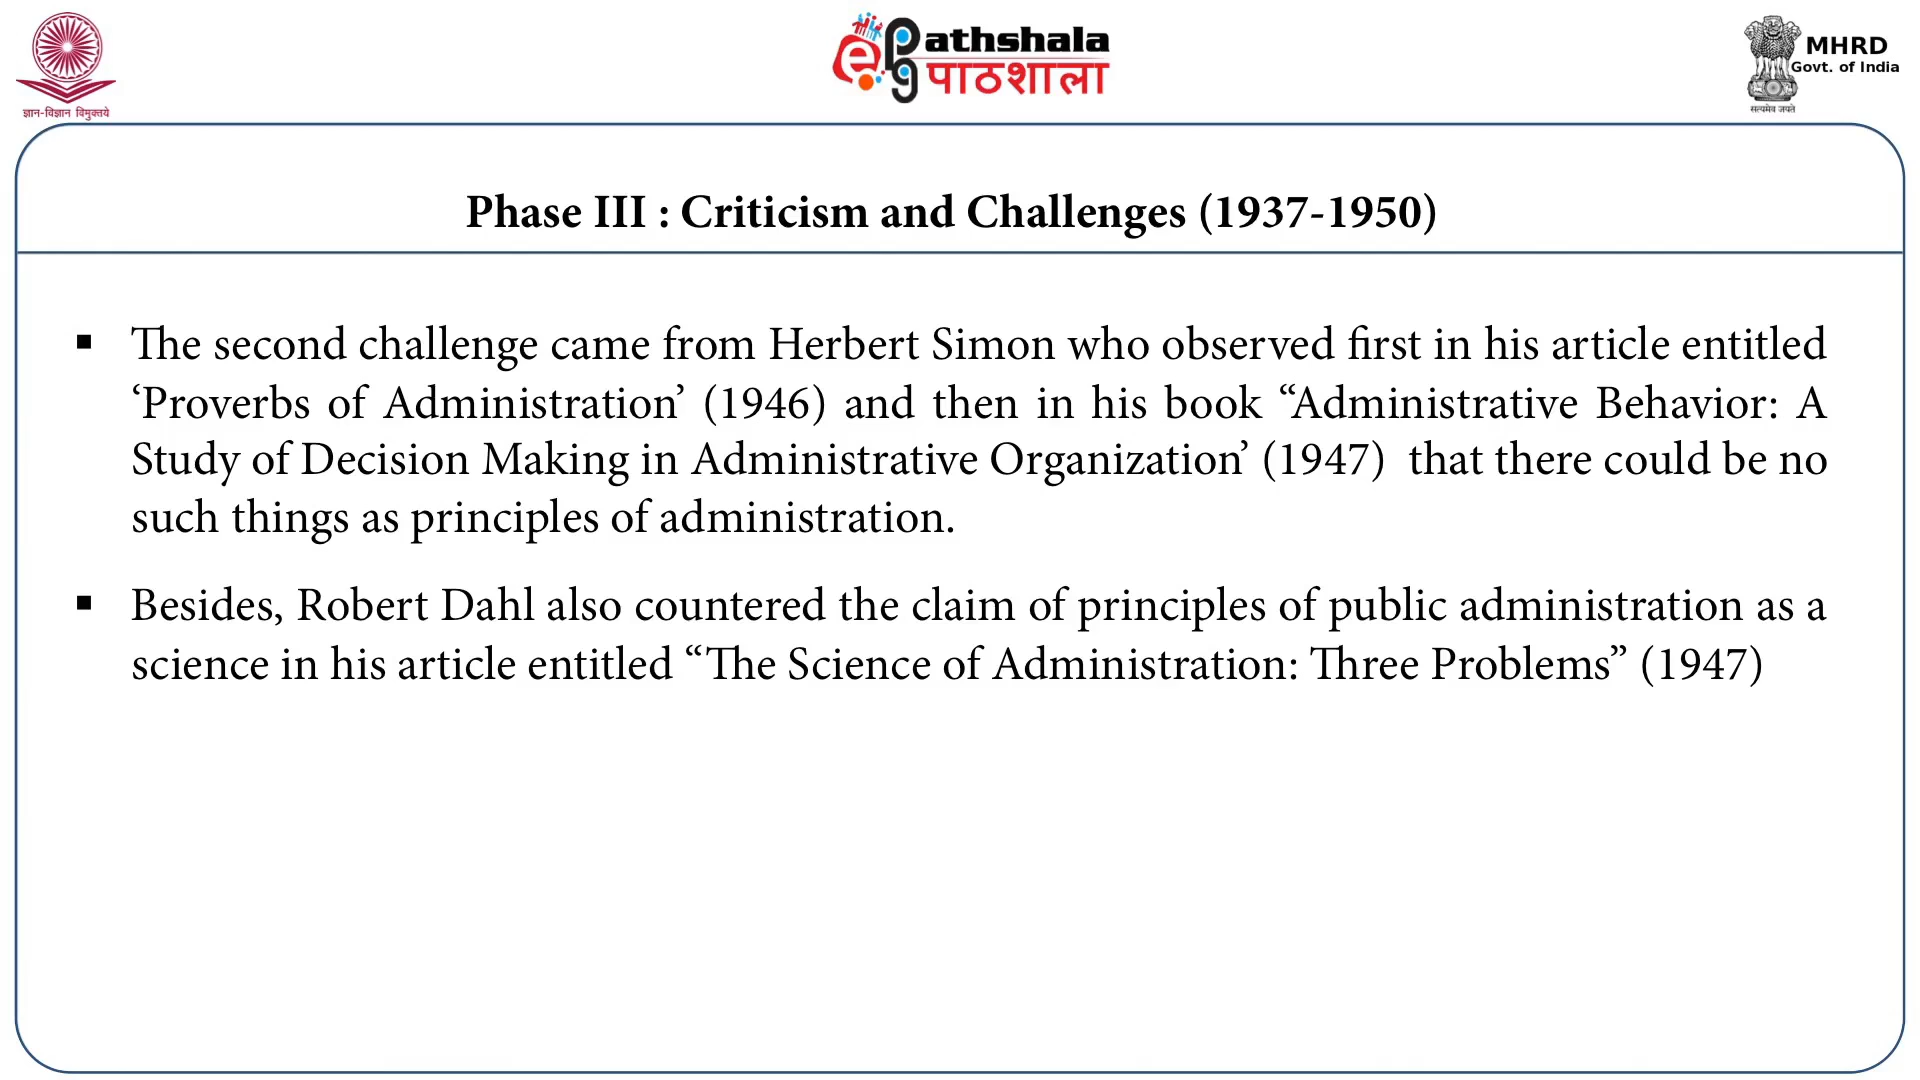 ज्ञान-विज्ञान विमुक्तये
e PG Pathshala
पाठशाला
MHRD
Govt. of India
सत्यमेव जयते
Phase III : Criticism and Challenges (1937-1950)
▪ The second challenge came from Herbert Simon who observed first in his article entitled
‘Proverbs of Administration’ (1946) and then in his book “Administrative Behavior: A
Study of Decision Making in Administrative Organization’ (1947) that there could be no
such things as principles of administration.
▪ Besides, Robert Dahl also countered the claim of principles of public administration as a
science in his article entitled “The Science of Administration: Three Problems” (1947)